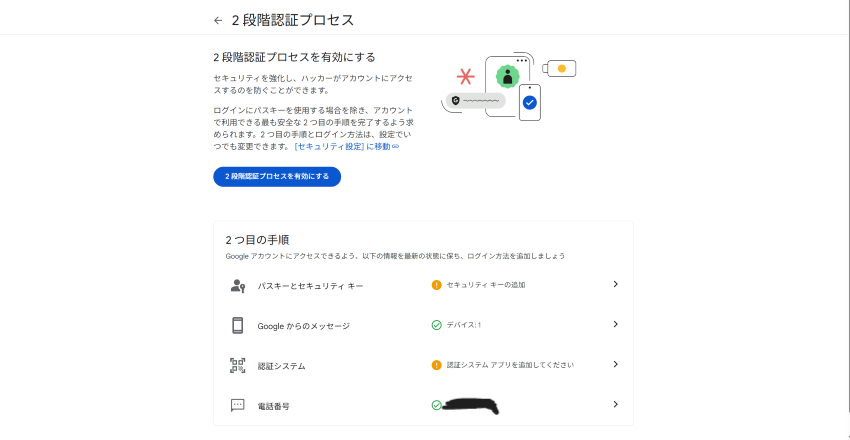 2 段階認証プロセス
2 段階認証プロセスを有効にする
セキュリティを強化し、ハッカーがアカウントにアクセ
スするのを防ぐことができます。
ログインにパスキーを使用する場合を除き、アカウント
で利用できる最も安全な 2 つ目の手順を完了するよう求
められます。2 つ目の手順とログイン方法は、設定でい
つでも変更できます。 [セキュリティ設定] に移動
2 段階認証プロセスを有効にする
2 つ目の手順
Google アカウントにアクセスできるよう、以下の情報を最新の状態に保ち、ログイン方法を追加しましょう
パスキーとセキュリティ キー
セキュリティ キーの追加
Google からのメッセージ
デバイス: 1
認証システム
認証システム アプリを追加してください
電話番号